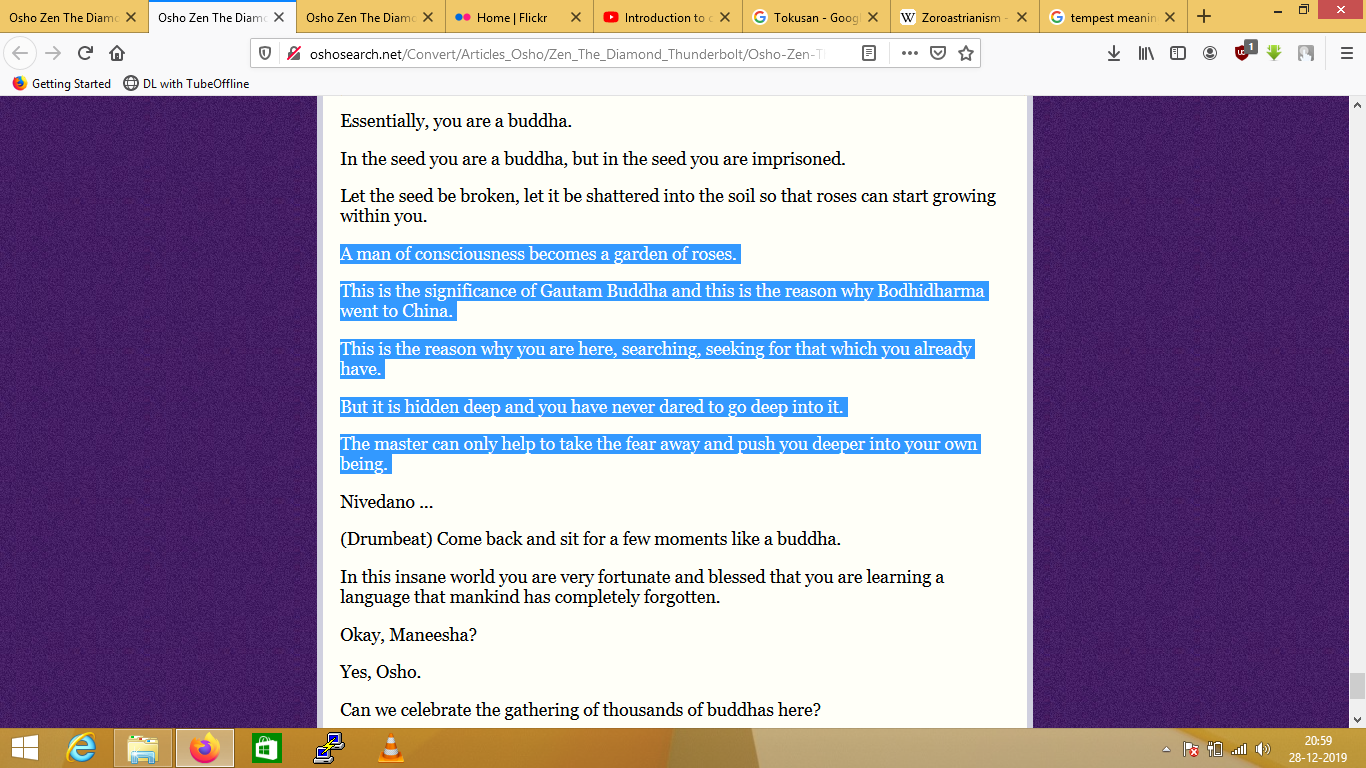 Osho Zen The Diamo
Osho Zen The Diamo
Osho Zen The Diamo
Home | Flickr
Introduction to c
Tokusan - Googl
Zoroastrianism -
tempest meanin
oshosearch.net/Convert/Articles_Osho/Zen_The_Diamond_Thunderbolt/Osho-Zen-T
1
Getting Started
DL with TubeOffline
Essentially, you are a buddha.
In the seed you are a buddha, but in the seed you are imprisoned.
Let the seed be broken, let it be shattered into the soil so that roses can start growing
within you.
A man of consciousness becomes a garden of roses.
This is the significance of Gautam Buddha and this is the reason why Bodhidharma
went to China.
This is the reason why you are here, searching, seeking for that which you already
have.
But it is hidden deep and you have never dared to go deep into it.
The master can only help to take the fear away and push you deeper into your own
being.
Nivedano ...
(Drumbeat) Come back and sit for a few moments like a buddha.
In this insane world you are very fortunate and blessed that you are learning a
language that mankind has completely forgotten.
Okay, Maneesha?
Yes, Osho.
Can we celebrate the gathering of thousands of buddhas here?
20:59
28-12-2019